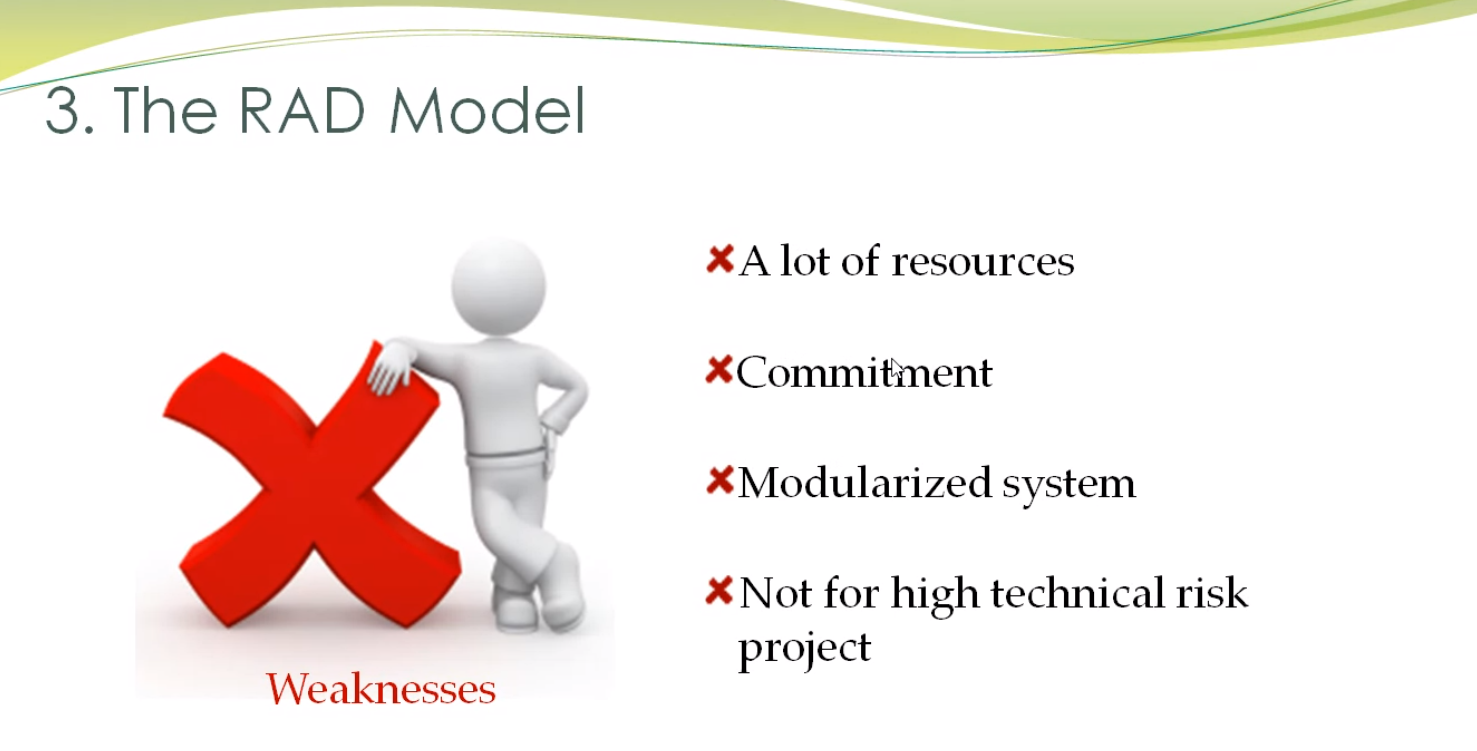 3. The RAD Model
A lot of resources
Commitment
Modularized system
Not for high technical risk
project
Weaknesses